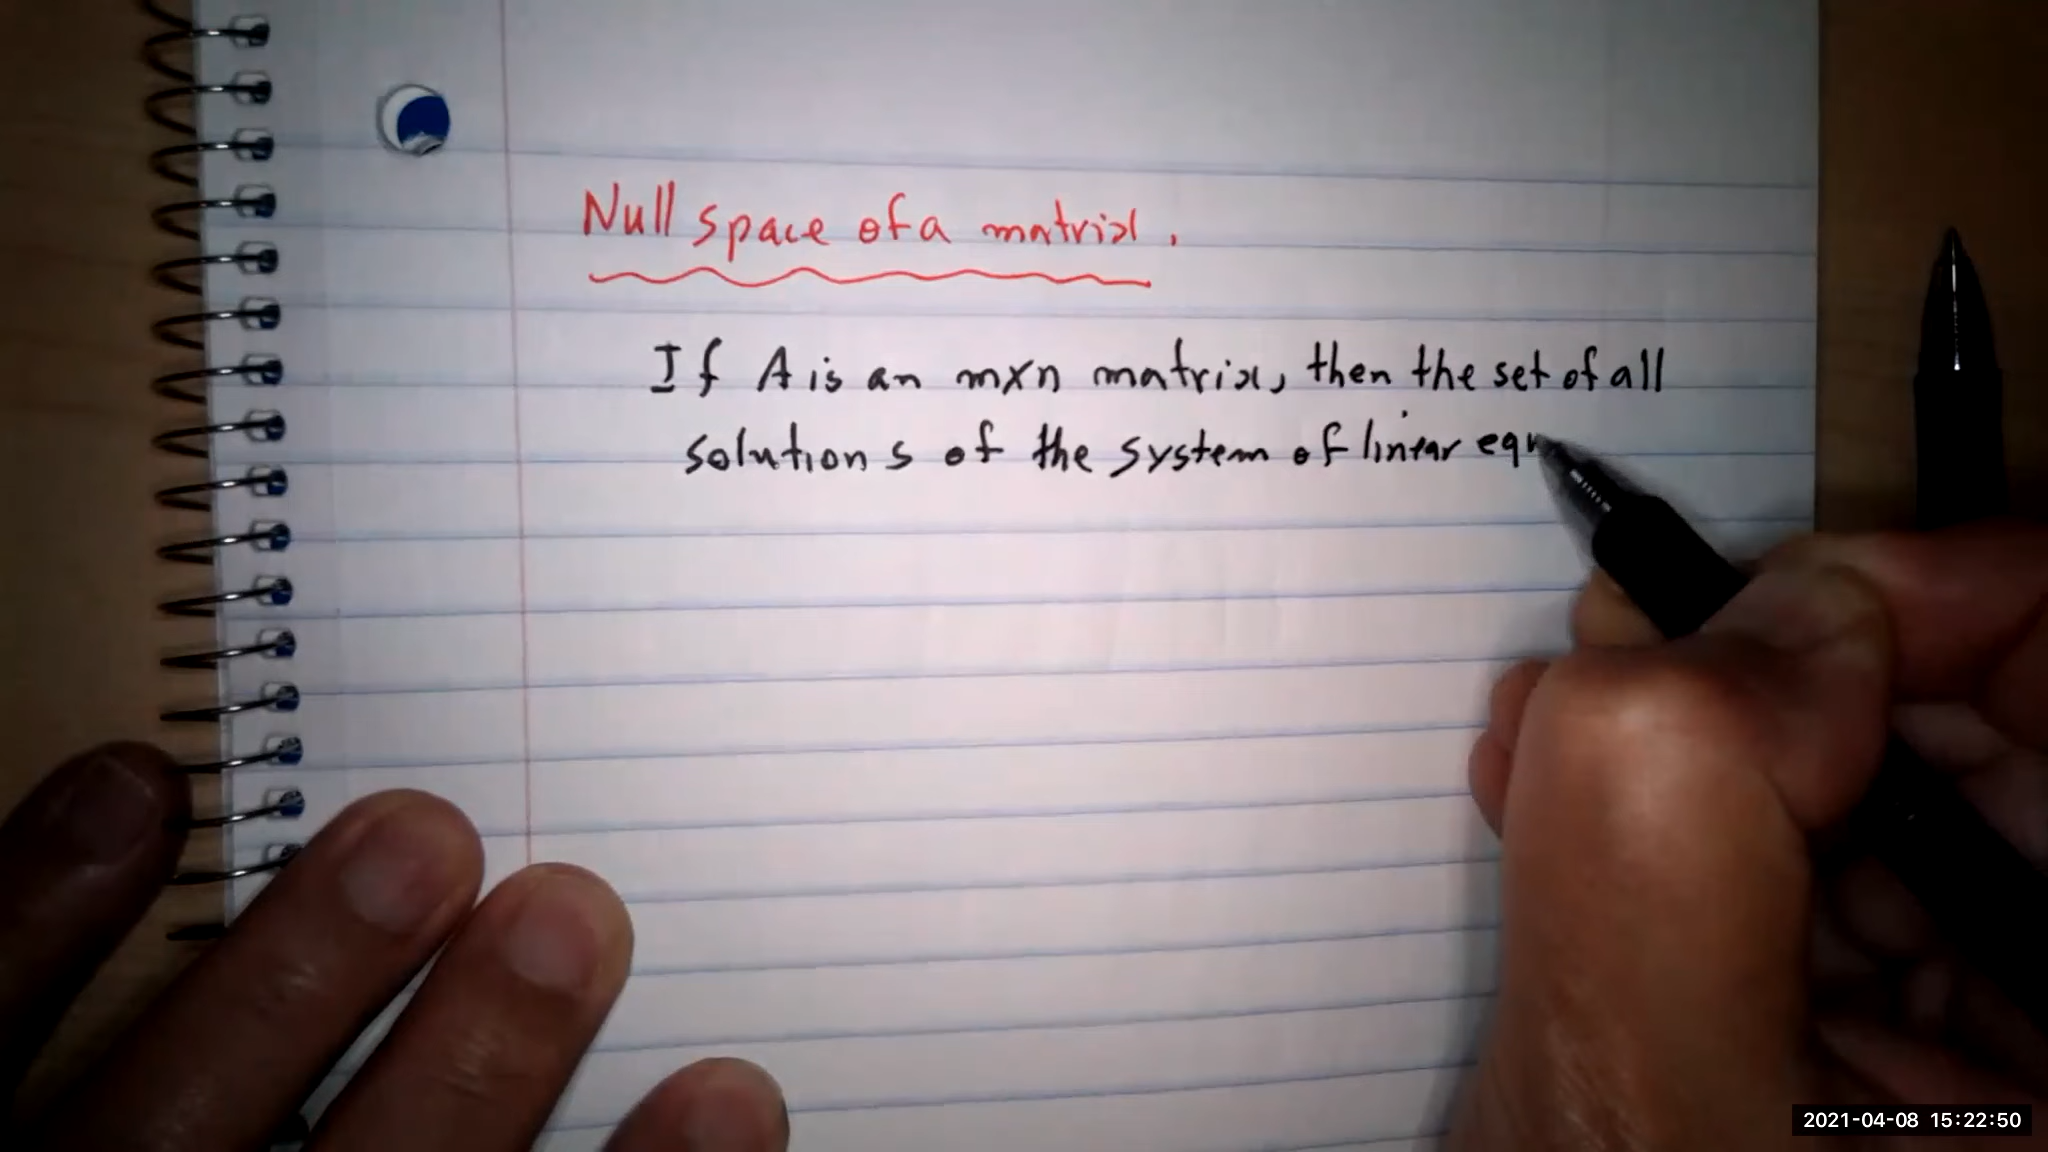 Null space of a matrix.
If A is an mxn matrix, then the set of all
solutions of the system of linear equ
2021-04-08 15:22:50